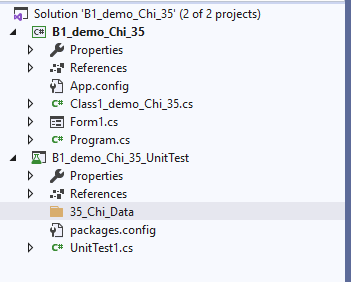 Solution 'B1_demo_Chi_35' (2 of 2 projects)
C# B1_demo_Chi_35
Properties
References
App.config
C# Class1_demo_Chi_35.cs
Form1.cs
C# Program.cs
B1_demo_Chi_35_UnitTest
Properties
References
35_Chi_Data
packages.config
C# UnitTest1.cs